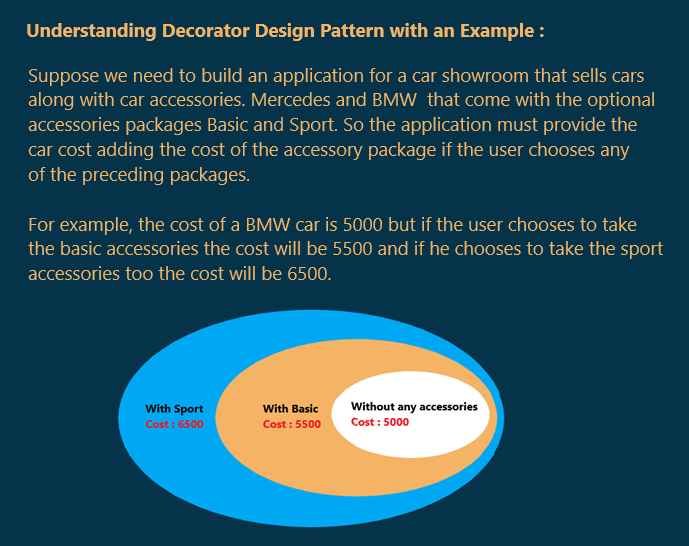 Understanding Decorator Design Pattern with an Example :
Suppose we need to build an application for a car showroom that sells cars
along with car accessories. Mercedes and BMW  that come with the optional
accessories packages Basic and Sport. So the application must provide the
car cost adding the cost of the accessory package if the user chooses any
of the preceding packages.
For example, the cost of a BMW car is 5000 but if the user chooses to take
the basic accessories the cost will be 5500 and if he chooses to take the sport
accessories too the cost will be 6500.
With Sport
Cost : 6500
With Basic
Cost : 5500
Without any accessories
Cost : 5000